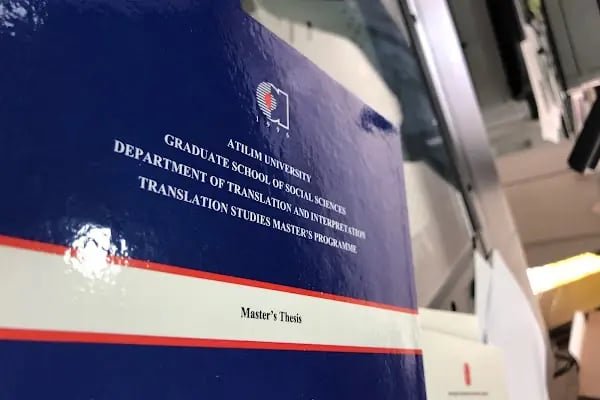 1996
ATILIM UNIVERSITY
GRADUATE SCHOOL OF SOCIAL SCIENCES
DEPARTMENT OF TRANSLATION AND INTERPRETATION
TRANSLATION STUDIES MASTER'S PROGRAMME
Master's Thesis